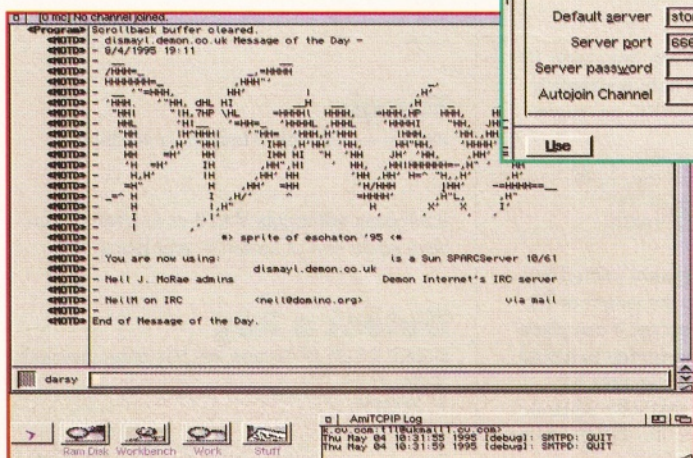 [0 mc] No channel joined.
<Program> Scrollback buffer cleared.
<MOTD> - dismayl.demon.co.uk Message of the Day -
<MOTD> - 8/4/1995 19:11
<MOTD> - *> sprite of eschaton '95 <*
<MOTD> - You are now using: is a Sun SPARCServer 10/61
<MOTD> - dismayl.demon.co.uk
<MOTD> - Neil J. McRae admins Demon Internet's IRC server
<MOTD> - NeilM on IRC <neil@domino.org> via mail
<MOTD> End of Message of the Day.
darsy
Default server
Server port 666
Server password
Autojoin Channel
Use
Ram Disk Workbench Work Stuff
AmiTCPIP Log
Thu May 04 10:31:55 1995 [debug]: SMTPD: QUIT
Thu May 04 10:31:59 1995 [debug]: SMTPD: QUIT